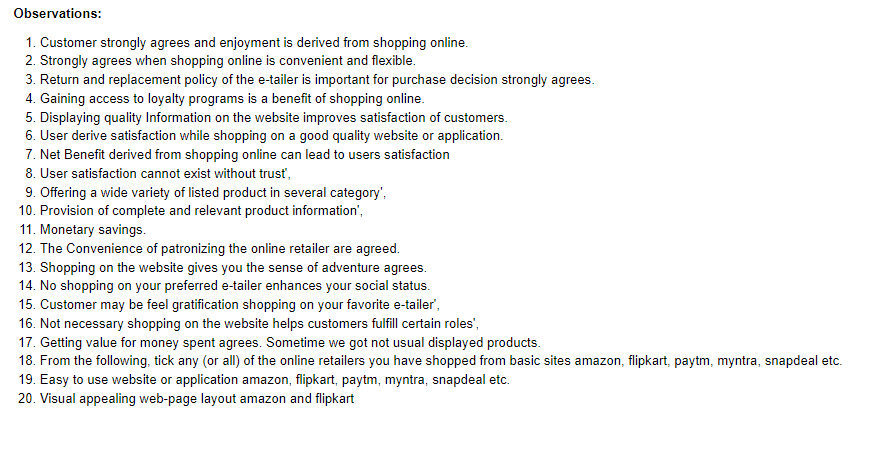 Observations:
1. Customer strongly agrees and enjoyment is derived from shopping online.
2. Strongly agrees when shopping online is convenient and flexible.
3. Return and replacement policy of the e-tailer is important for purchase decision strongly agrees.
4. Gaining access to loyalty programs is a benefit of shopping online.
5. Displaying quality Information on the website improves satisfaction of customers.
6. User derive satisfaction while shopping on a good quality website or application.
7. Net Benefit derived from shopping online can lead to users satisfaction
8. User satisfaction cannot exist without trust',
9. Offering a wide variety of listed product in several category',
10. Provision of complete and relevant product information',
11. Monetary savings.
12. The Convenience of patronizing the online retailer are agreed.
13. Shopping on the website gives you the sense of adventure agrees.
14. No shopping on your preferred e-tailer enhances your social status.
15. Customer may be feel gratification shopping on your favorite e-tailer',
16. Not necessary shopping on the website helps customers fulfill certain roles',
17. Getting value for money spent agrees. Sometime we got not usual displayed products.
18. From the following, tick any (or all) of the online retailers you have shopped from basic sites amazon, flipkart, paytm, myntra, snapdeal etc.
19. Easy to use website or application amazon, flipkart, paytm, myntra, snapdeal etc.
20. Visual appealing web-page layout amazon and flipkart